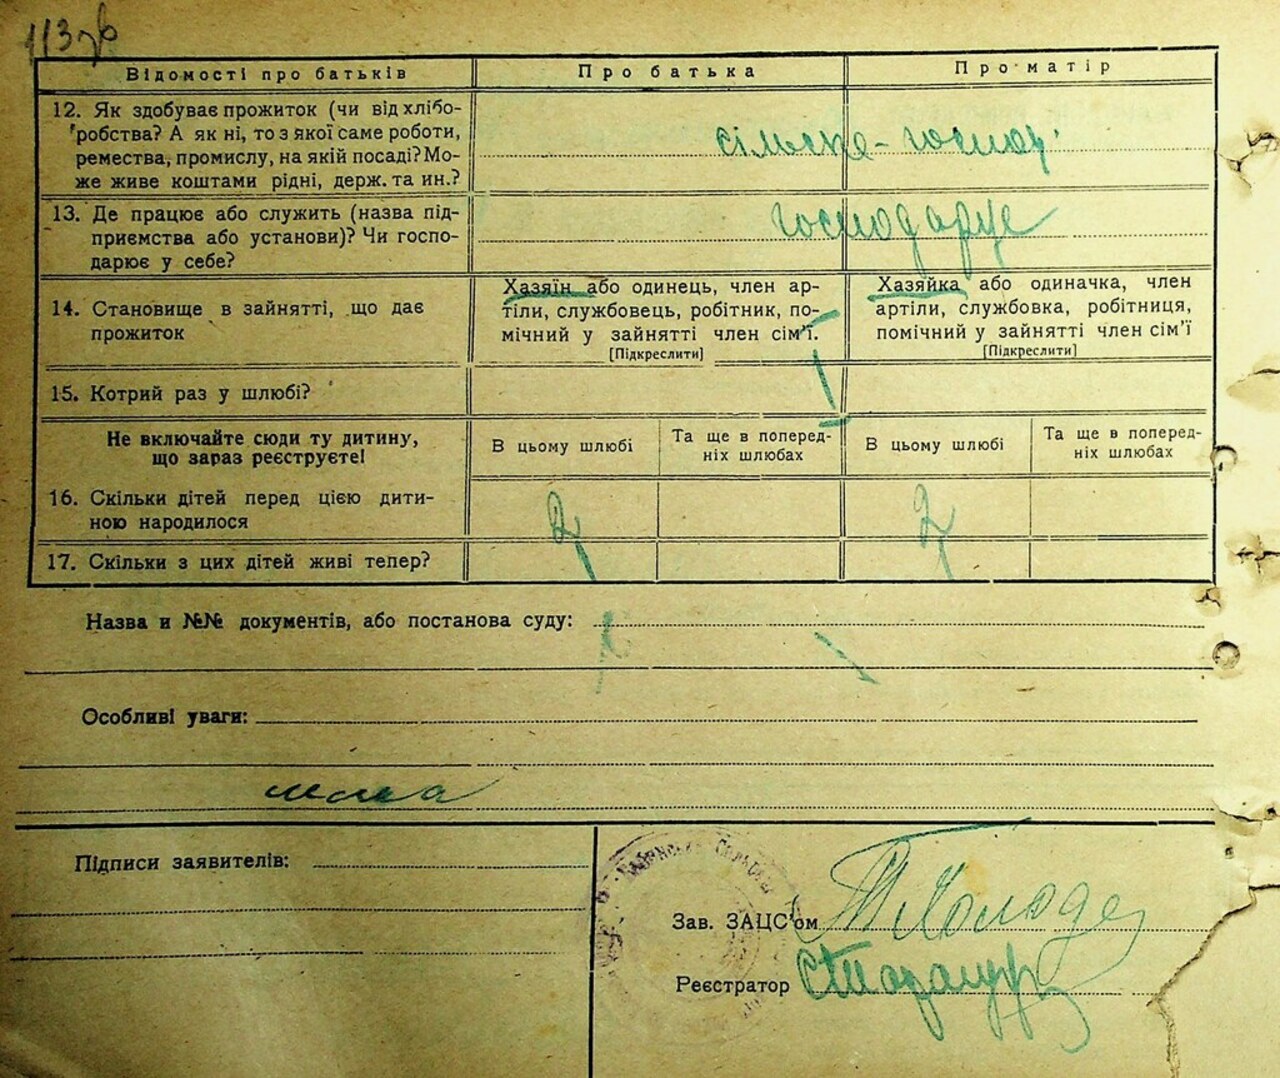 113 зв
Відомості про батьків
Про батька
Про матір
12. Як здобуває прожиток (чи від хлібо-
робства? А як ні, то з якої саме роботи,
ремества, промислу, на якій посаді? Мо-
же живе коштами рідні, держ. та ин.?
сільське-господ.
13. Де працює або служить (назва під-
приємства або установи)? Чи госпо-
дарює у себе?
господарує
14. Становище в зайнятті, що дає
прожиток
Хазяїн або одинець, член ар-
тіли, службовець, робітник, по-
мічний у зайнятті член сім'ї.
[Підкреслити]
Хазяйка або одиначка, член
артіли, службовка, робітниця,
помічний у зайнятті член сім'ї
[Підкреслити]
15. Котрий раз у шлюбі?
Не включайте сюди ту дитину,
що зараз реєструєте!
В цьому шлюбі
Та ще в поперед-
ніх шлюбах
В цьому шлюбі
Та ще в поперед-
ніх шлюбах
16. Скільки дітей перед цією дити-
ною народилося
2
2
17. Скільки з цих дітей живі тепер?
Назва и №№ документів, або постанова суду:
Особливі уваги:
Підписи заявителів:
Зав. ЗАЦС'ом
Реєстратор